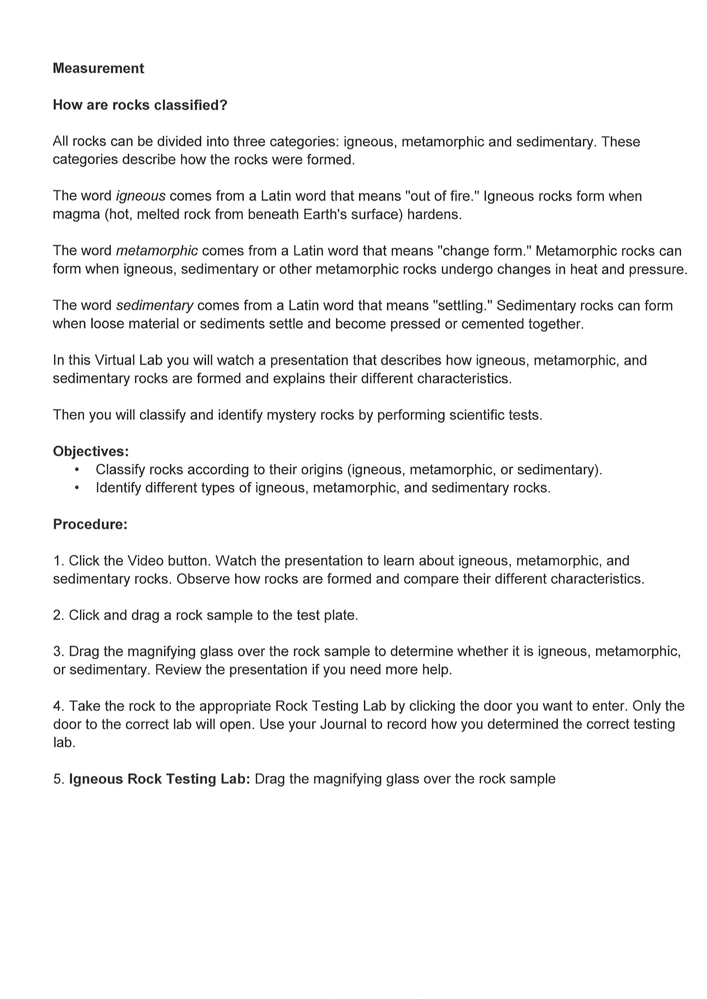 Measurement
How are rocks classified?
All rocks can be divided into three categories: igneous, metamorphic and sedimentary. These
categories describe how the rocks were formed.
The word igneous comes from a Latin word that means "out of fire." Igneous rocks form when
magma (hot, melted rock from beneath Earth's surface) hardens.
The word metamorphic comes from a Latin word that means "change form." Metamorphic rocks can
form when igneous, sedimentary or other metamorphic rocks undergo changes in heat and pressure.
The word sedimentary comes from a Latin word that means "settling." Sedimentary rocks can form
when loose material or sediments settle and become pressed or cemented together.
In this Virtual Lab you will watch a presentation that describes how igneous, metamorphic, and
sedimentary rocks are formed and explains their different characteristics.
Then you will classify and identify mystery rocks by performing scientific tests.
Objectives:
• Classify rocks according to their origins (igneous, metamorphic, or sedimentary).
• Identify different types of igneous, metamorphic, and sedimentary rocks.
Procedure:
1. Click the Video button. Watch the presentation to learn about igneous, metamorphic, and
sedimentary rocks. Observe how rocks are formed and compare their different characteristics.
2. Click and drag a rock sample to the test plate.
3. Drag the magnifying glass over the rock sample to determine whether it is igneous, metamorphic,
or sedimentary. Review the presentation if you need more help.
4. Take the rock to the appropriate Rock Testing Lab by clicking the door you want to enter. Only the
door to the correct lab will open. Use your Journal to record how you determined the correct testing
lab.
5. Igneous Rock Testing Lab: Drag the magnifying glass over the rock sample